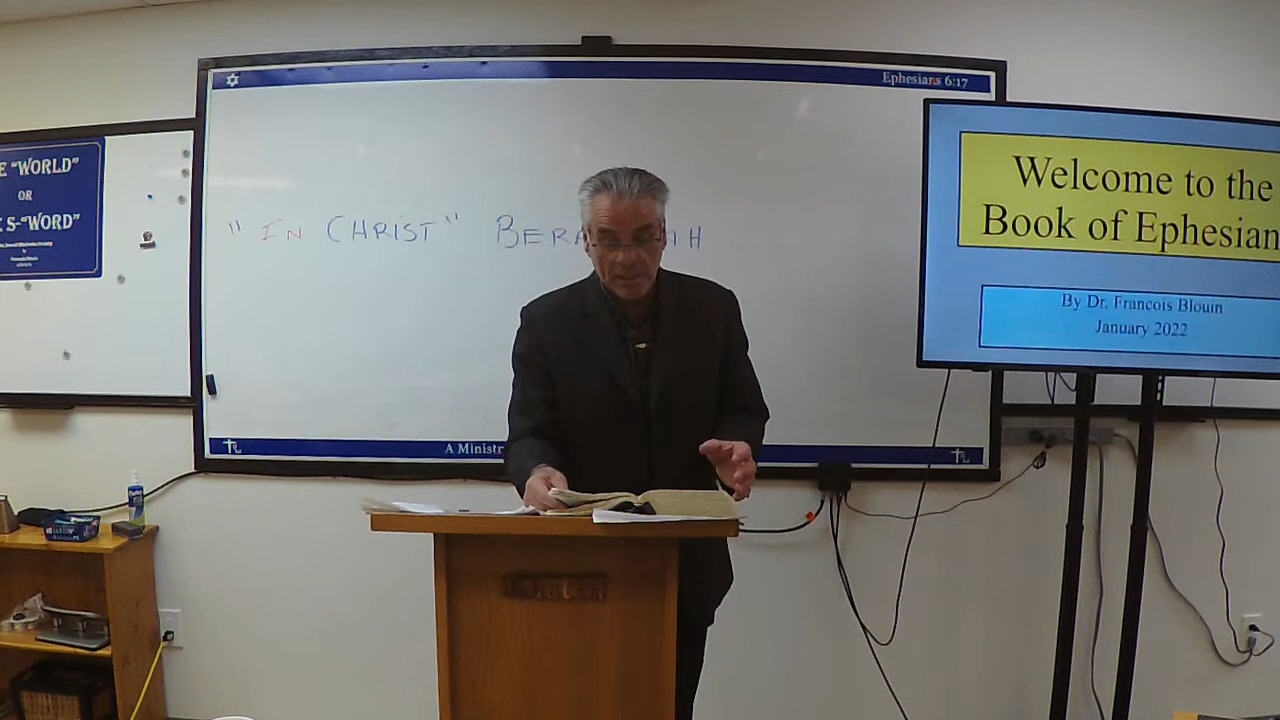 Ephesians 6:17
E "WORLD"
OR
S-"WORD"
"IN CHRIST"
Welcome to the
Book of Ephesian
By Dr. Francois Blouin
January 2022
A Ministr